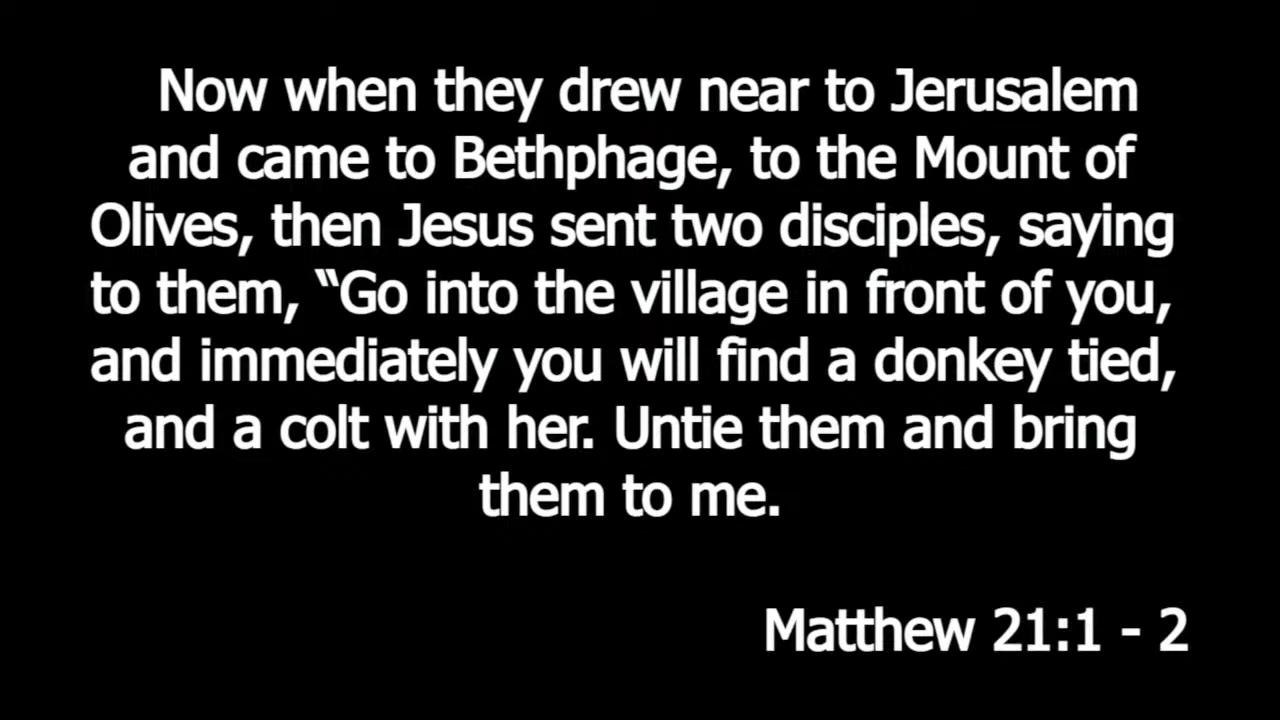 Now when they drew near to Jerusalem
and came to Bethphage, to the Mount of
Olives, then Jesus sent two disciples, saying
to them, “Go into the village in front of you,
and immediately you will find a donkey tied,
and a colt with her. Untie them and bring
them to me.
Matthew 21:1 - 2